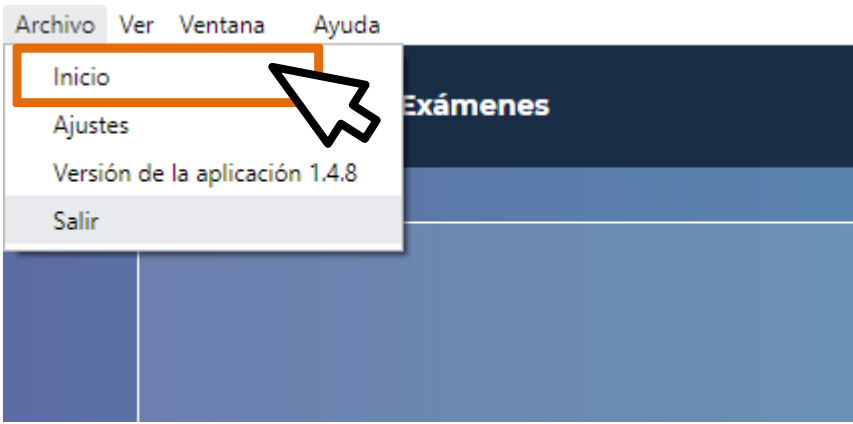 Archivo Ver Ventana Ayuda
Inicio
Exámenes
Ajustes
Versión de la aplicación 1.4.8
Salir